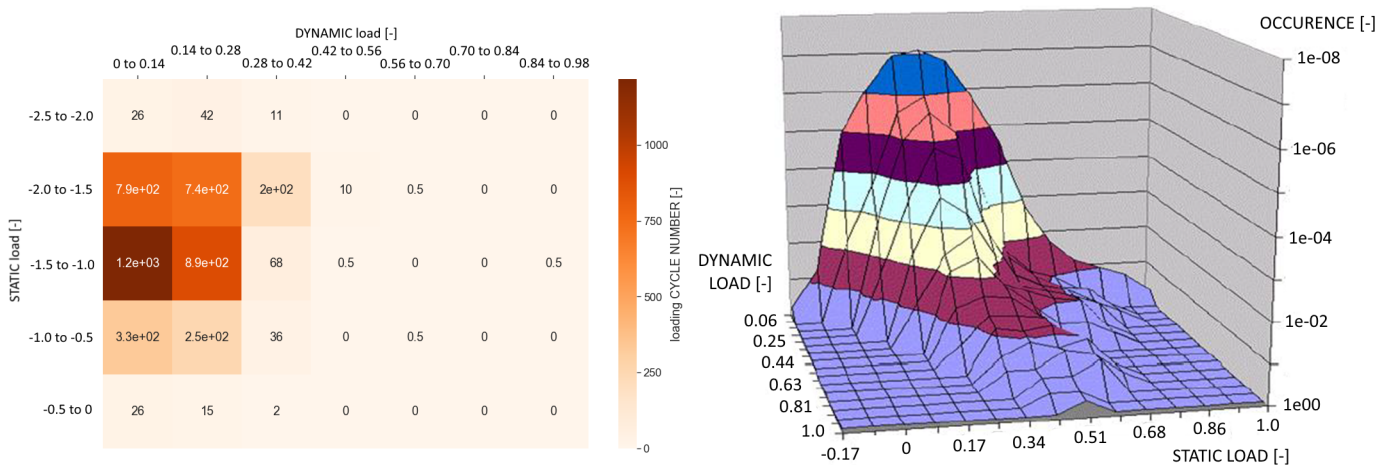 DYNAMIC load [-]
0.14 to 0.28 0.42 to 0.56 0.70 to 0.84
0 to 0.14 0.28 to 0.42 0.56 to 0.70 0.84 to 0.98
STATIC load [-]
-2.5 to -2.0 26 42 11 0 0 0 0
-2.0 to -1.5 7.9e+02 7.4e+02 2e+02 10 0.5 0 0
-1.5 to -1.0 1.2e+03 8.9e+02 68 0.5 0 0 0.5
-1.0 to -0.5 3.3e+02 2.5e+02 36 0 0.5 0 0
-0.5 to 0 26 15 2 0 0 0 0
1000
750
500
250
0
loading CYCLE NUMBER [-]
OCCURENCE [-]
1e-08
1e-06
1e-04
1e-02
1e00
DYNAMIC
LOAD [-]
0.06
0.25
0.44
0.63
0.81
1.0
-0.17 0 0.17 0.34 0.51 0.68 0.86 1.0
STATIC LOAD [-]